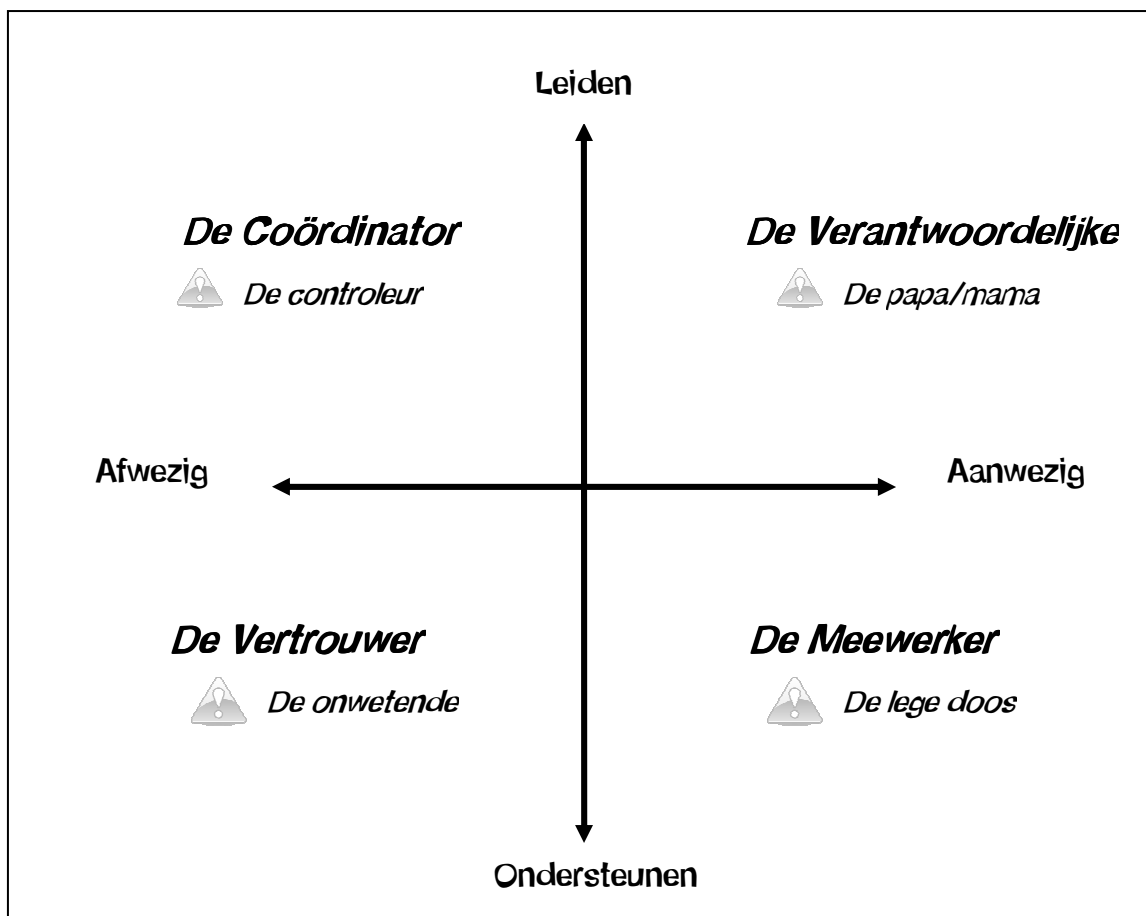 Leiden
De Coördinator
De Verantwoordelijke
De controleur
De papa/mama
Afwezig
Aanwezig
De Vertrouwer
De Meewerker
De onwetende
De lege doos
Ondersteunen